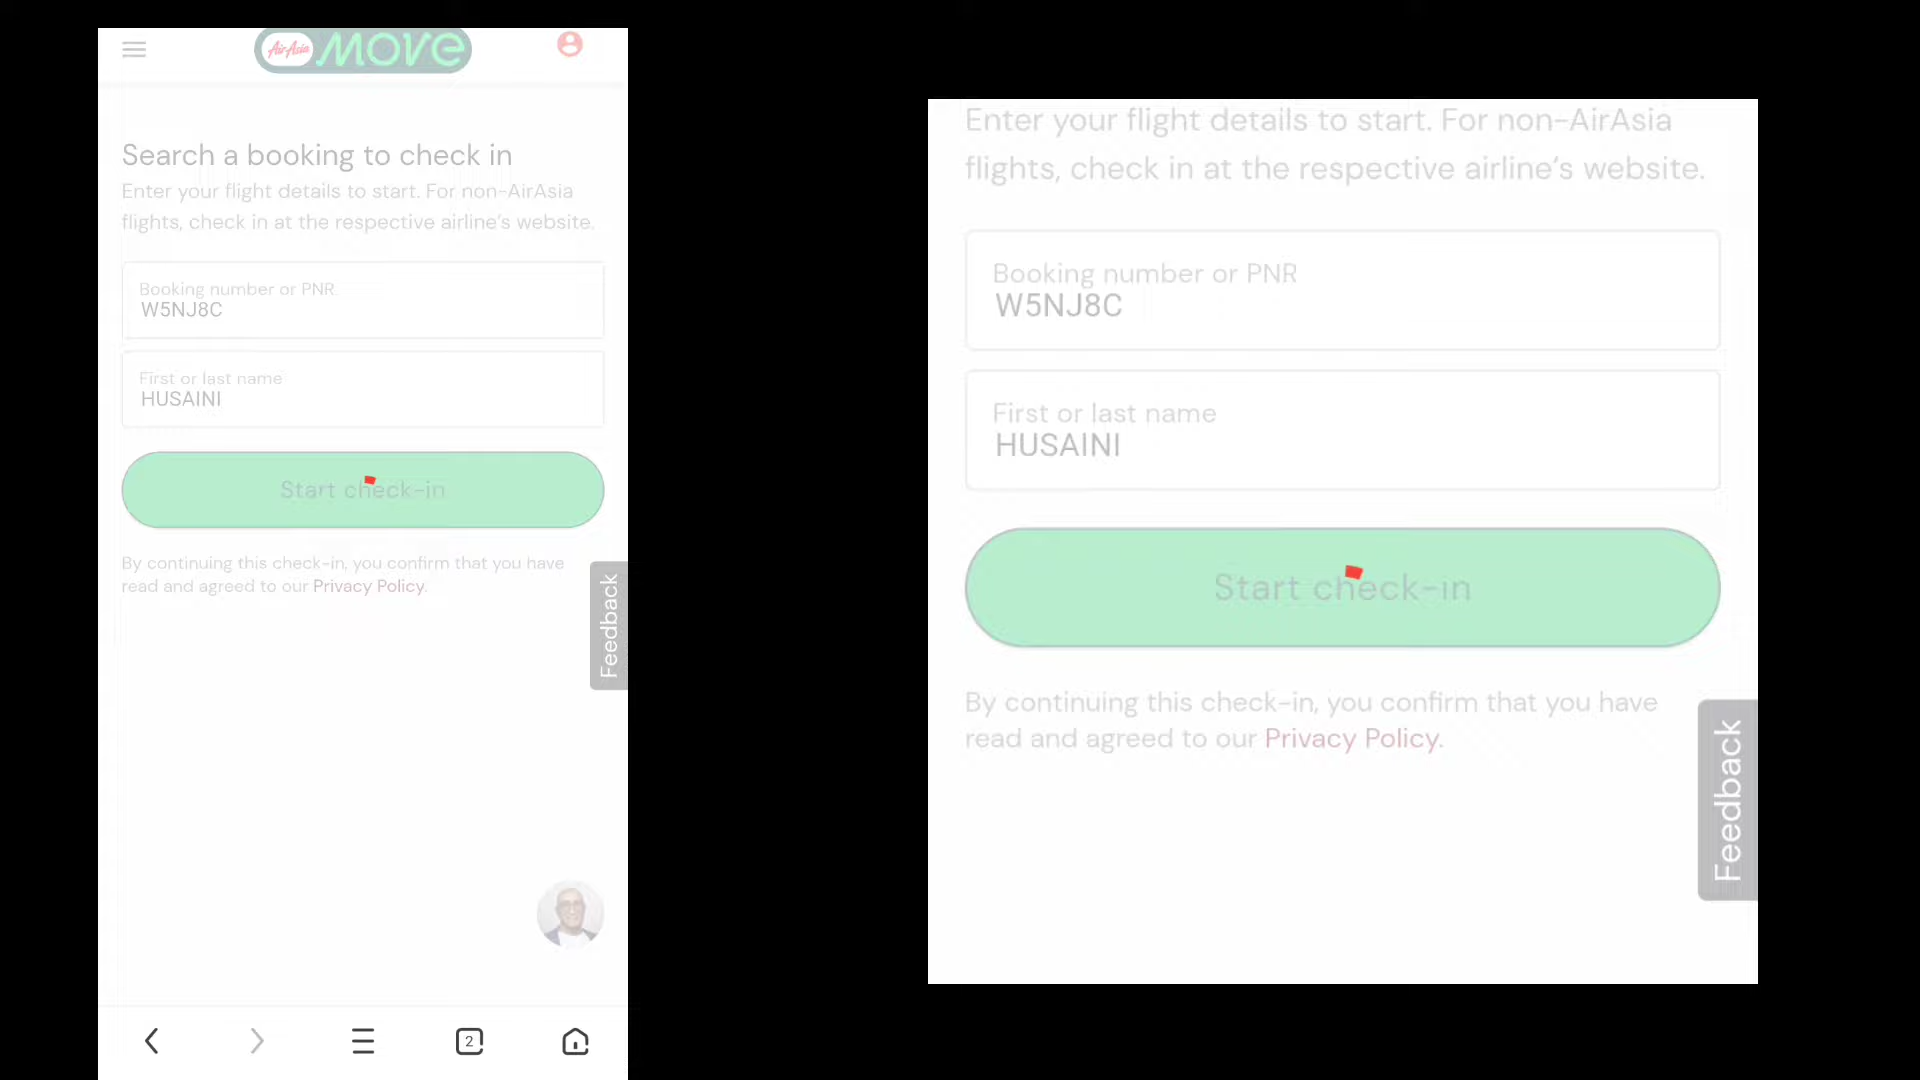 AirAsia move
Search a booking to check in
Enter your flight details to start. For non-AirAsia
flights, check in at the respective airline's website.
Booking number or PNR
W5NJ8C
First or last name
HUSAINI
Start check-in
By continuing this check-in, you confirm that you have
read and agreed to our Privacy Policy.
Feedback
2
Enter your flight details to start. For non-AirAsia
flights, check in at the respective airline's website.
Booking number or PNR
W5NJ8C
First or last name
HUSAINI
Start check-in
By continuing this check-in, you confirm that you have
read and agreed to our Privacy Policy.
Feedback